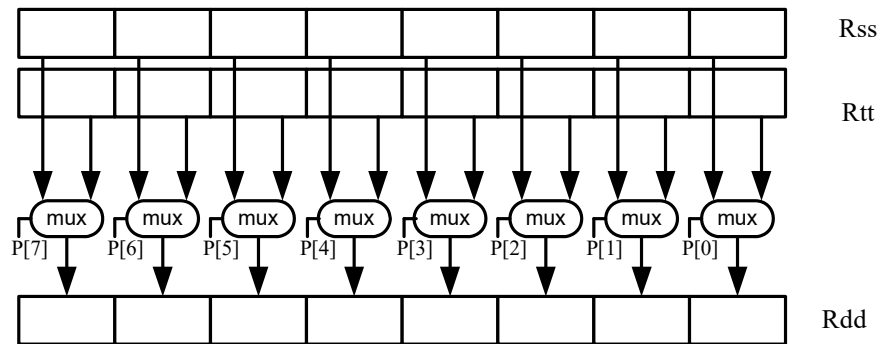 Rss
Rtt
mux mux mux mux mux mux mux mux
P[7] P[6] P[5] P[4] P[3] P[2] P[1] P[0]
Rdd